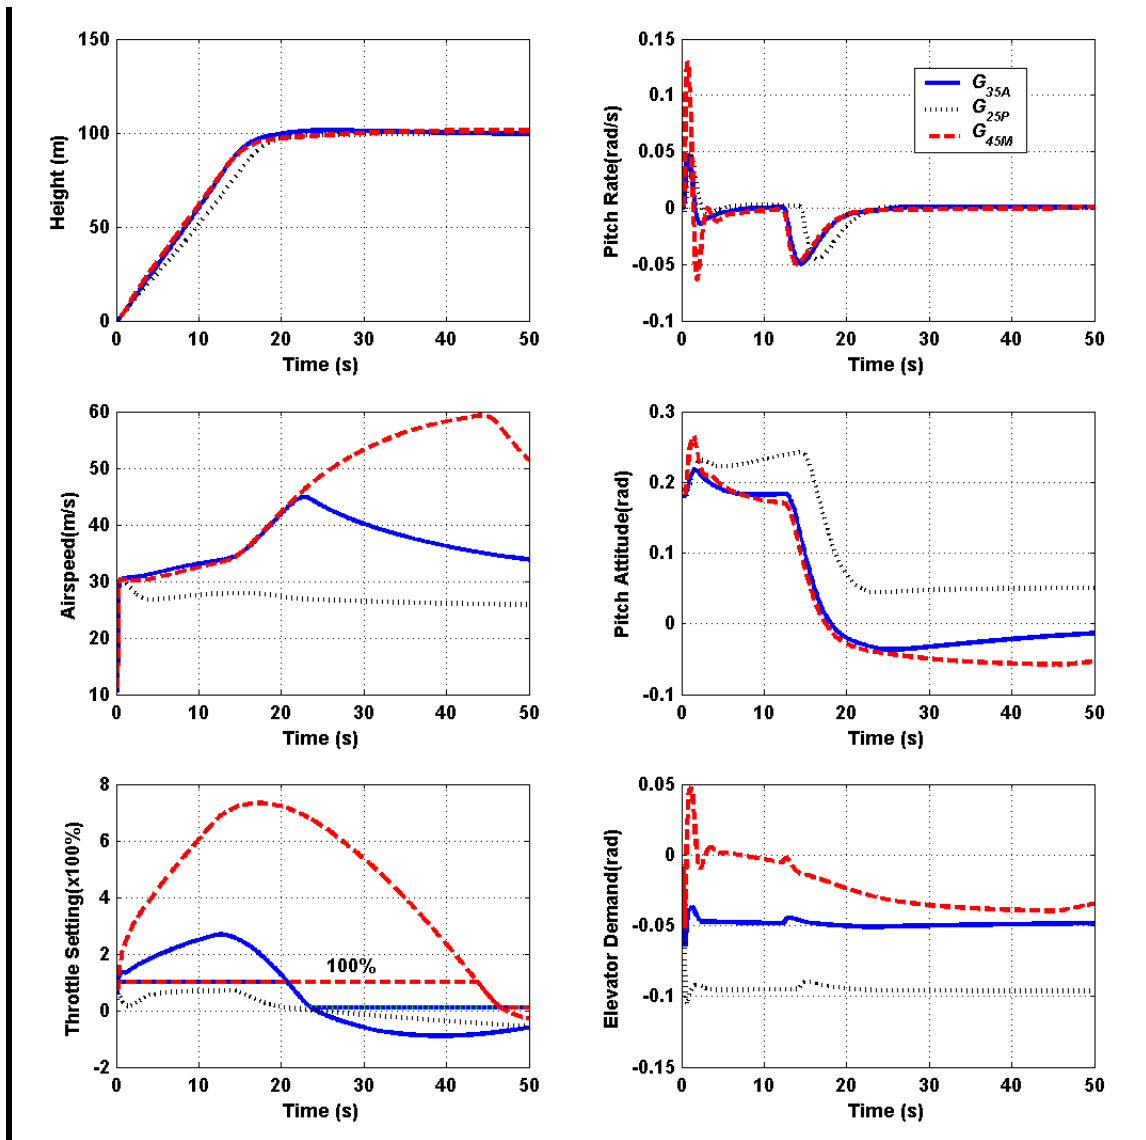 150
100
50
0
Height (m)
0 10 20 30 40 50
Time (s)
0.15
0.1
0.05
0
-0.05
-0.1
Pitch Rate(rad/s)
G35A
G25P
G45M
0 10 20 30 40 50
Time (s)
60
50
40
30
20
10
Airspeed(m/s)
0 10 20 30 40 50
Time (s)
0.3
0.2
0.1
0
-0.1
Pitch Attitude(rad)
0 10 20 30 40 50
Time (s)
8
6
4
2
0
-2
Throttle Setting(x100%)
100%
0 10 20 30 40 50
Time (s)
0.05
0
-0.05
-0.1
-0.15
Elevator Demand(rad)
0 10 20 30 40 50
Time (s)